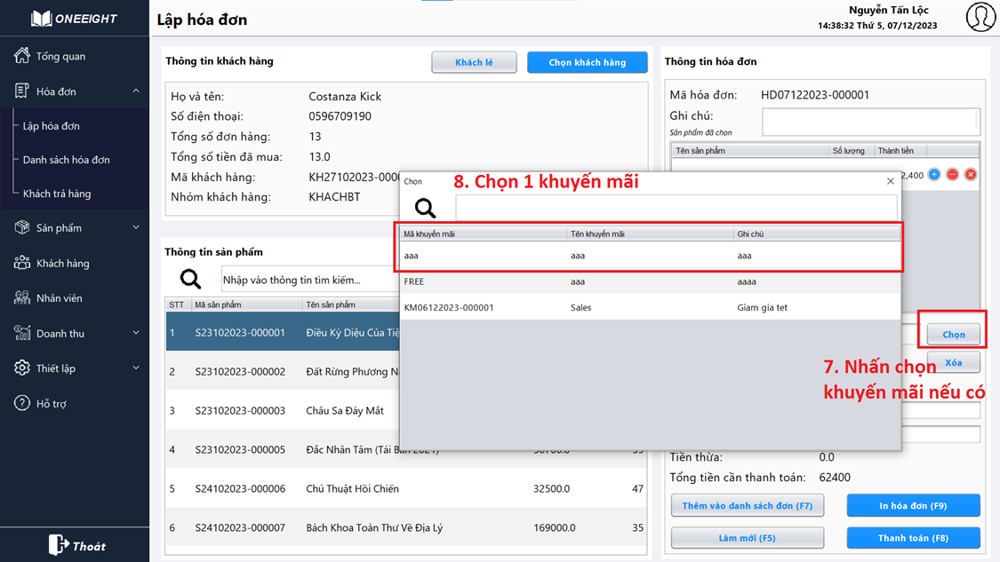 ONEEIGHT
Tổng quan
Hóa đơn
Lập hóa đơn
Danh sách hóa đơn
Khách trả hàng
Sản phẩm
Khách hàng
Nhân viên
Doanh thu
Thiết lập
Hỗ trợ
Thoát
Lập hóa đơn
Nguyễn Tấn Lộc
14:38:32 Thứ 5, 07/12/2023
Thông tin khách hàng
Khách lẻ
Chọn khách hàng
Họ và tên: Costanza Kick
Số điện thoại: 0596709190
Tổng số đơn hàng: 13
Tổng số tiền đã mua: 13.0
Mã khách hàng: KH27102023-000
Nhóm khách hàng: KHACHBT
Thông tin sản phẩm
Nhập vào thông tin tìm kiếm...
STT Mã sản phẩm Tên sản phẩm
1 S23102023-000001 Điều Kỳ Diệu Của
2 S23102023-000002 Đất Rừng Phương
3 S23102023-000003 Châu Sa Đáy Mắt
4 S23102023-000005 Đắc Nhân Tâm (Tái
5 S24102023-000006 Chú Thuật Hồi Chiến 32500.0 47
6 S24102023-000007 Bách Khoa Toàn Thư Về Địa Lý 169000.0 35
Chọn
8. Chọn 1 khuyến mãi
Mã khuyến mãi Tên khuyến mãi Ghi chú
aaa aaa aaa
FREE aaa aaaa
KM06122023-000001 Sales Giam gia tet
Thông tin hóa đơn
Mã hóa đơn: HD07122023-000001
Ghi chú:
Sản phẩm đã chọn
Tên sản phẩm Số lượng Thành tiền
2,400
Chọn
Xóa
7. Nhấn chọn
khuyến mãi nếu có
Tiền thừa: 0.0
Tổng tiền cần thanh toán: 62400
Thêm vào danh sách đơn (F7)
In hóa đơn (F9)
Làm mới (F5)
Thanh toán (F8)